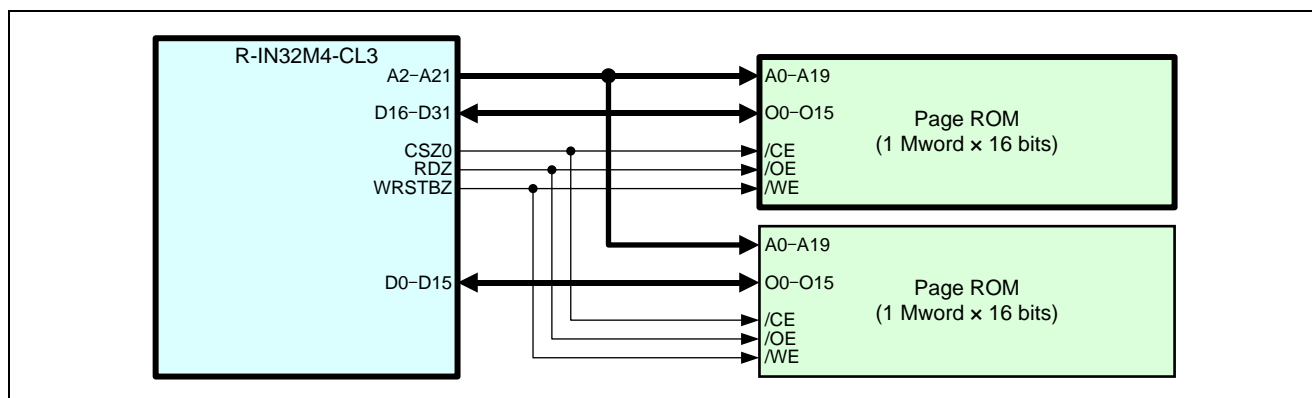 R-IN32M4-CL3
A2−A21
D16−D31
CSZ0
RDZ
WRSTBZ
D0−D15
A0−A19
O0−O15
/CE
/OE
/WE
Page ROM
(1 Mword × 16 bits)
A0−A19
O0−O15
/CE
/OE
/WE
Page ROM
(1 Mword × 16 bits)